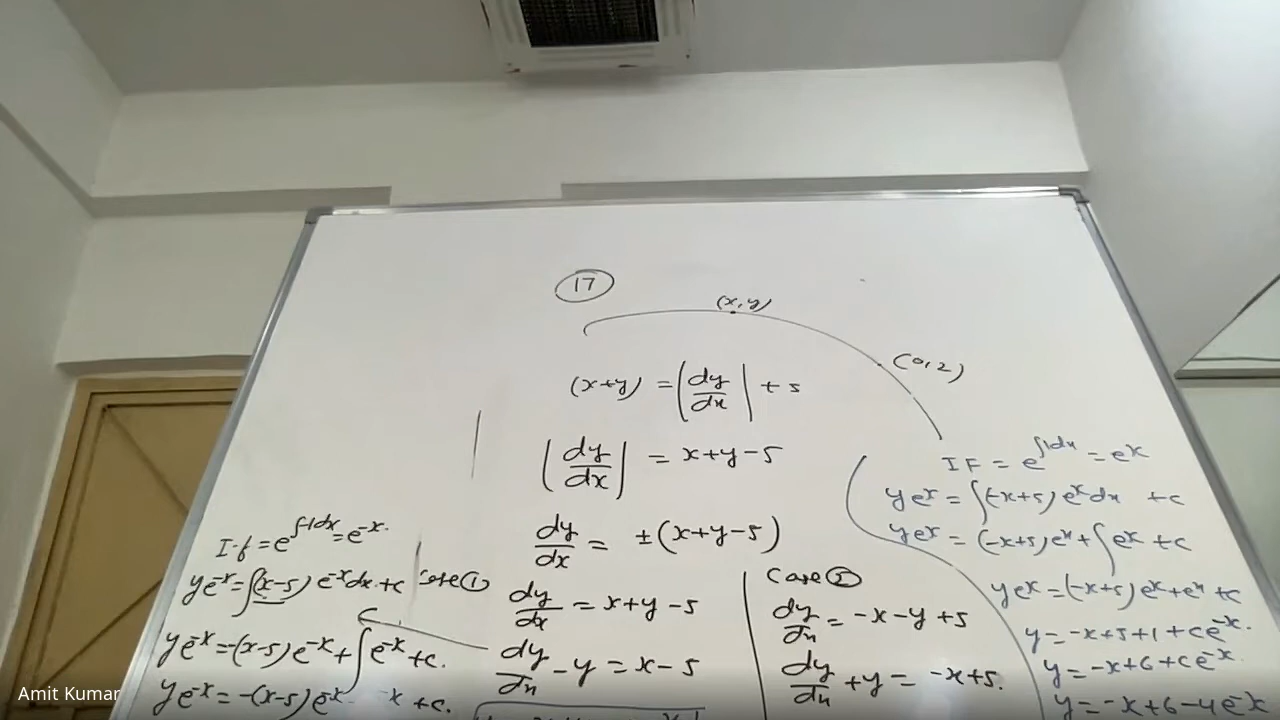 17
(x,y)
(0,2)
(x+y) = |dy/dx| + 5
|dy/dx| = x+y-5
dy/dx = ±(x+y-5)
I.f = e^∫-1dx = e^-x.
ye^-x = ∫(x-5) e^-x dx + c
ye^-x = -(x-5)e^-x + ∫e^-x + c.
ye^-x = -(x-5)e^-x - e^-x + c.
Case ①
dy/dx = x+y-5
dy/dx - y = x-5
Case ②
dy/dx = -x-y+5
dy/dx + y = -x+5.
IF = e^∫1dx = e^x
ye^x = ∫(-x+5) e^x dx + c
ye^x = (-x+5)e^x + ∫e^x + c
ye^x = (-x+5)e^x + e^x + c
y = -x+5+1+ce^-x.
y = -x+6+ce^-x.
y = -x+6-4e^-x
Amit Kumar